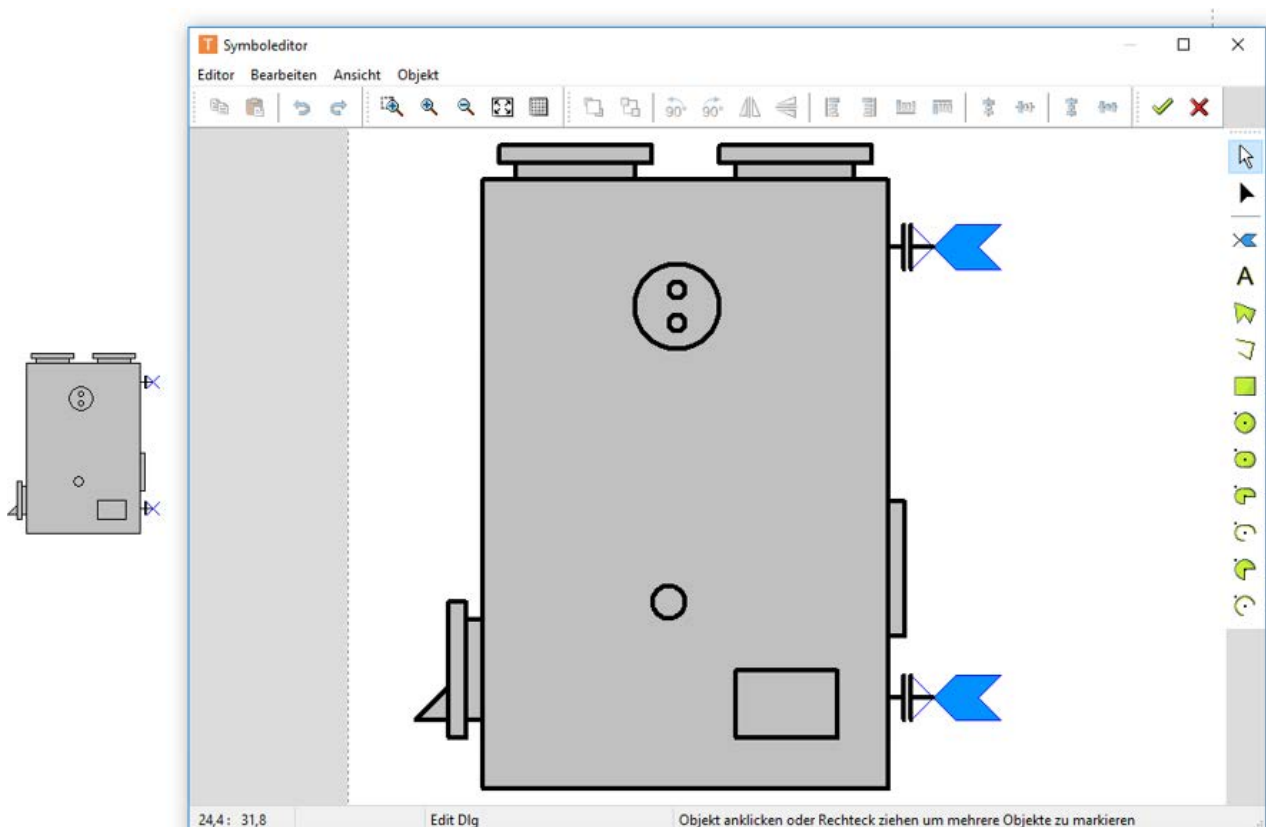 T Symboleditor
Editor Bearbeiten Ansicht Objekt
90° 90°
A
24,4 : 31,8 Edit Dlg Objekt anklicken oder Rechteck ziehen um mehrere Objekte zu markieren